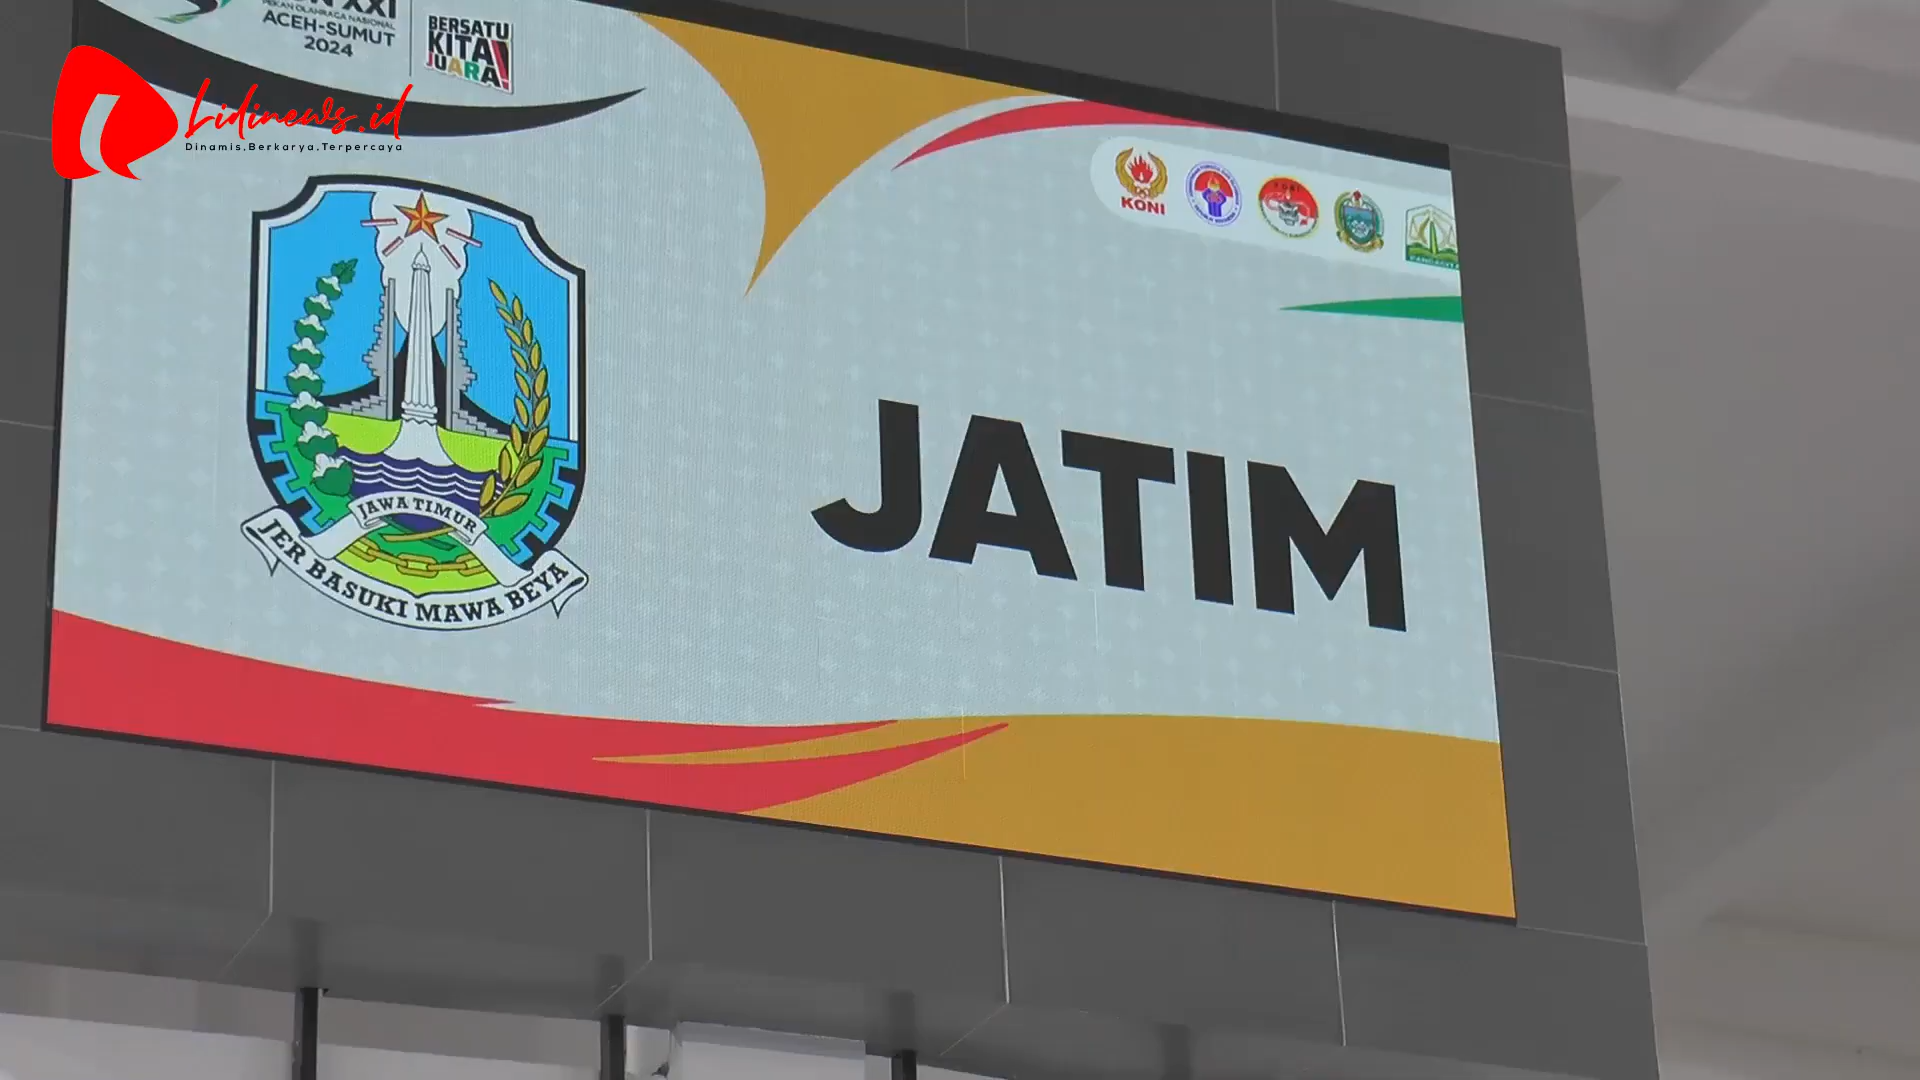 PON XXI
PEKAN OLAHRAGA NASIONAL
ACEH-SUMUT
2024
BERSATU
KITA
JUARA!
Lidinews.id
Dinamis.Berkarya.Terpercaya
KONI
JATIM
JAWA TIMUR
JER BASUKI MAWA BEYA